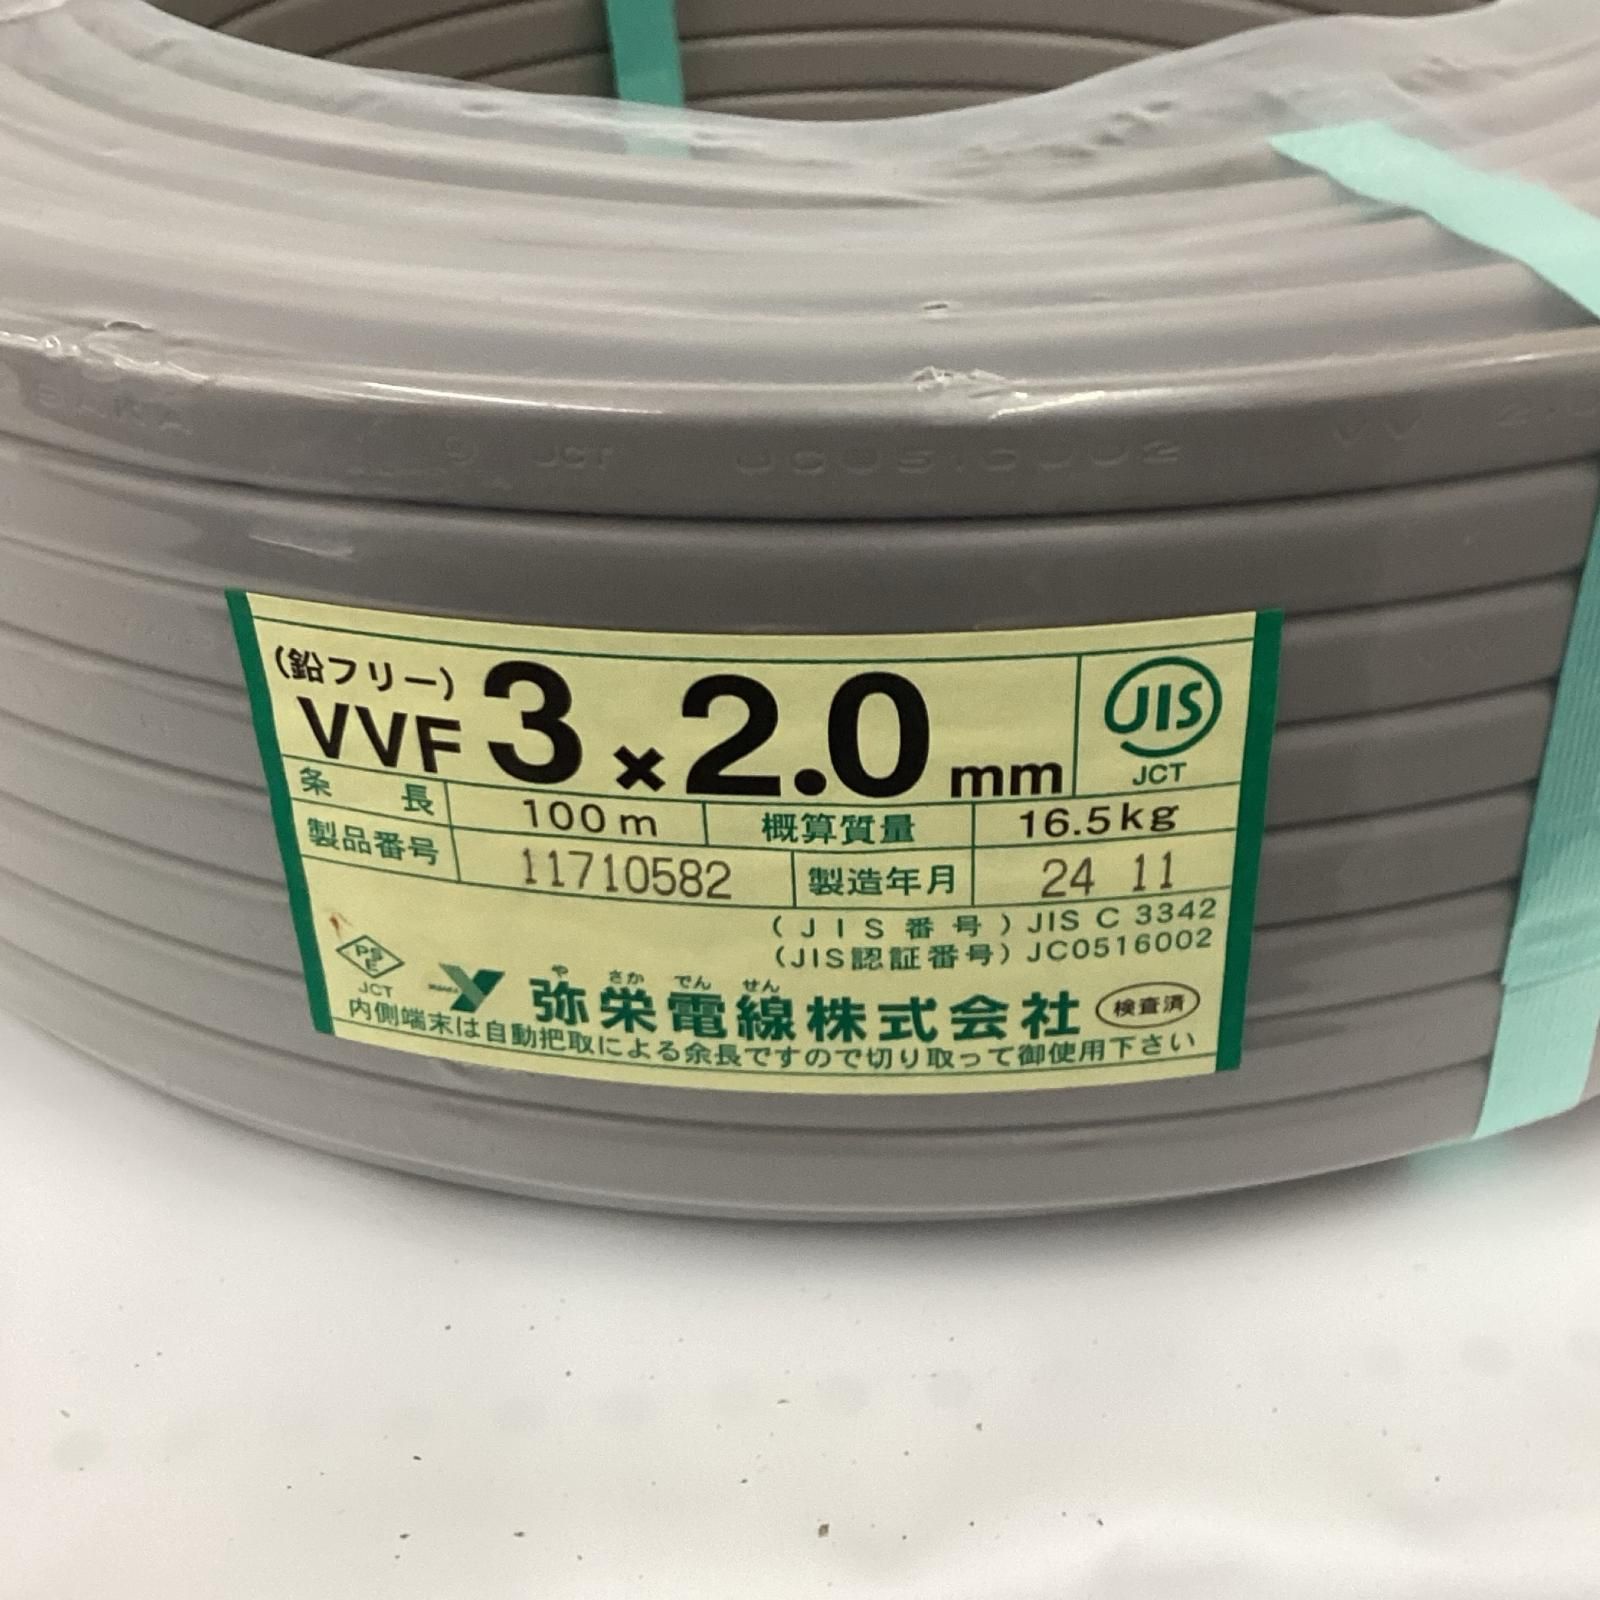 JCT JC0516002 VV 2.0
(鉛フリー)
VVF 3×2.0mm
JIS
JCT
条長 100m 概算質量 16.5kg
製品番号 11710582 製造年月 24 11
(JIS番号) JIS C 3342
(JIS認証番号) JC0516002
PSE
JCT
Y
や さか でん せん
弥栄電線株式会社 検査済
内側端末は自動把取による余長ですので切り取って御使用下さい